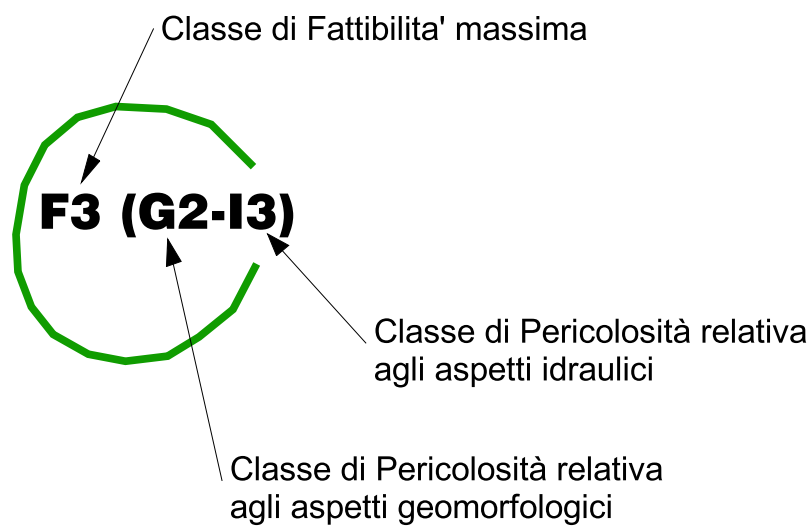 Classe di Fattibilita' massima
F3 (G2-I3)
Classe di Pericolosità relativa
agli aspetti idraulici
Classe di Pericolosità relativa
agli aspetti geomorfologici